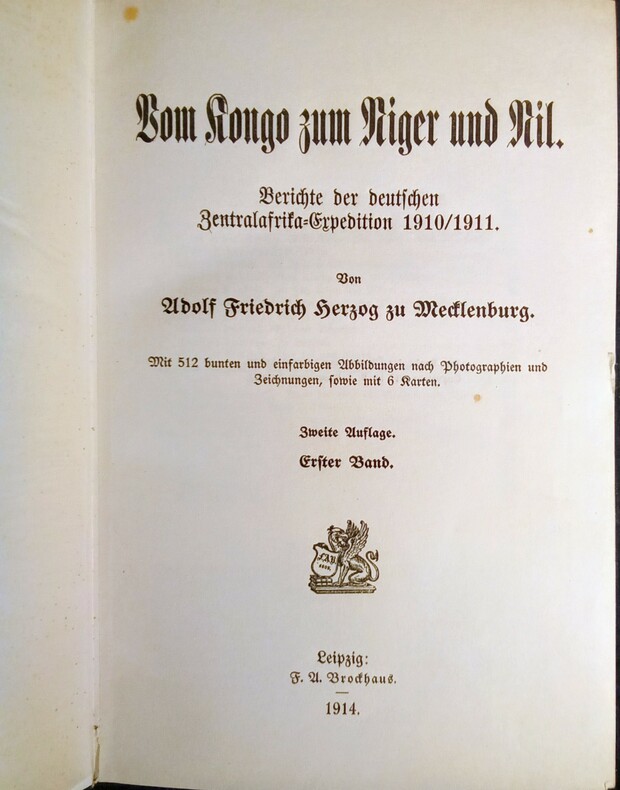 Vom Kongo zum Niger und Nil.
Berichte der deutschen
Zentralafrika-Expedition 1910/1911.
Von
Adolf Friedrich Herzog zu Mecklenburg.
Mit 512 bunten und einfarbigen Abbildungen nach Photographien und
Zeichnungen, sowie mit 6 Karten.
Zweite Auflage.
Erster Band.
F.A.B.
Leipzig:
F. A. Brockhaus.
1914.